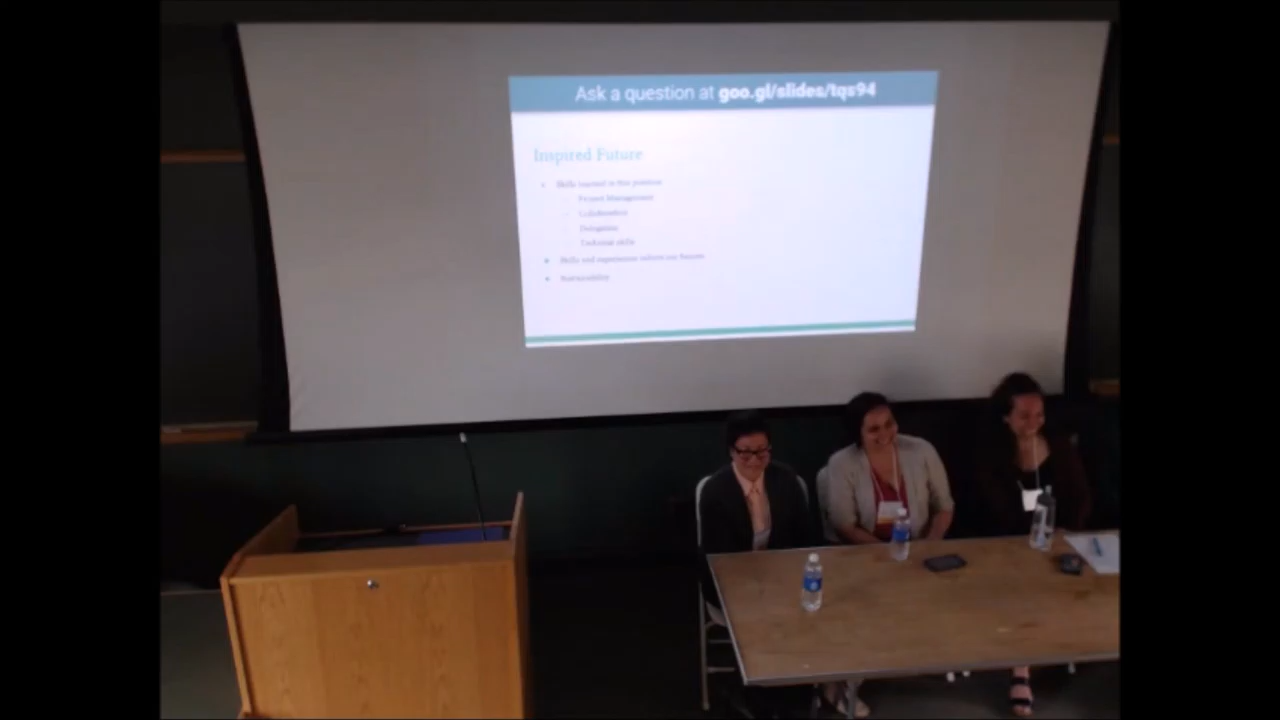 Ask a question at goo.gl/slides/tqs94
Inspired Future
Skills learned in this position
Project Management
Collaboration
Delegation
Technical skills
Skills and experience inform our futures
Sustainability